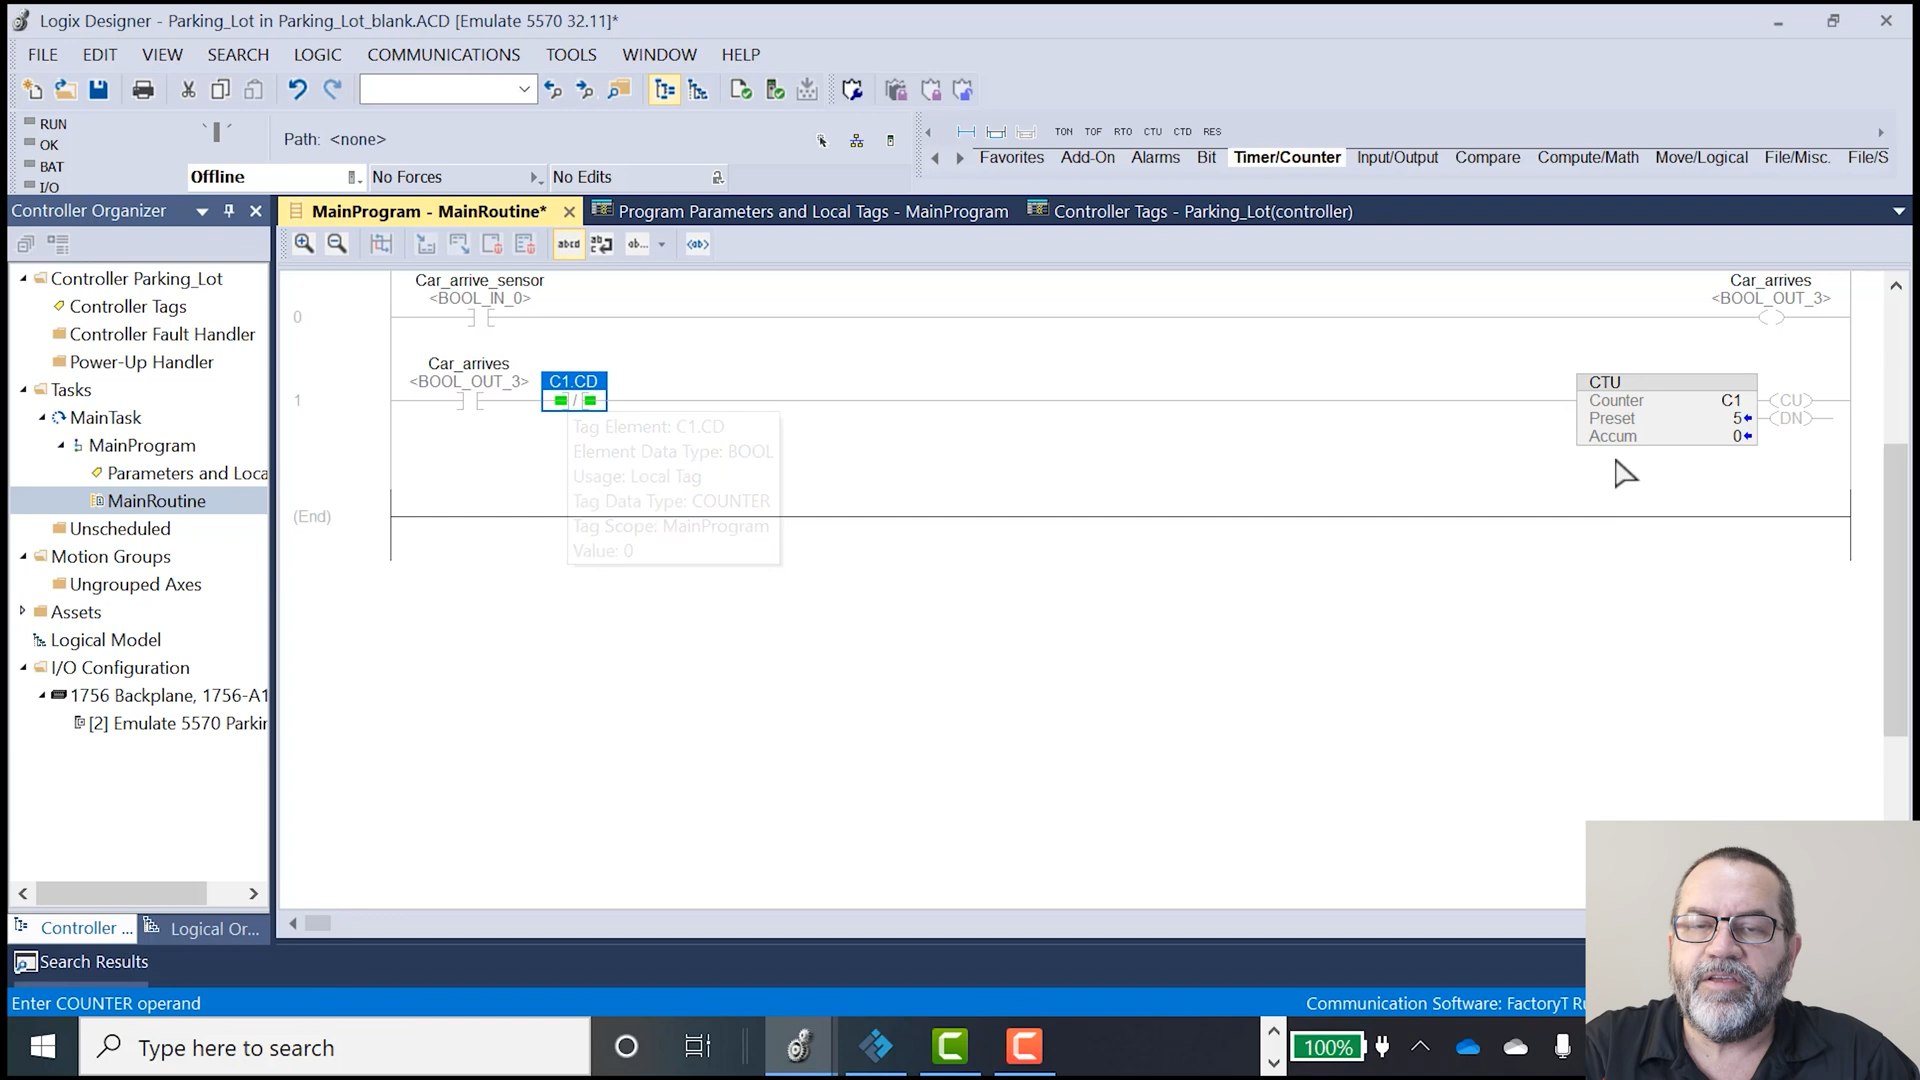 Logix Designer - Parking_Lot in Parking_Lot_blank.ACD [Emulate 5570 32.11]*
FILE EDIT VIEW SEARCH LOGIC COMMUNICATIONS TOOLS WINDOW HELP
RUN
OK
BAT
I/O
Path: <none>
Offline
No Forces
No Edits
TON TOF RTO CTU CTD RES
Favorites Add-On Alarms Bit Timer/Counter Input/Output Compare Compute/Math Move/Logical File/Misc. File/S
Controller Organizer
MainProgram - MainRoutine*
Program Parameters and Local Tags - MainProgram
Controller Tags - Parking_Lot(controller)
abcd
ab...
<ab>
Controller Parking_Lot
Controller Tags
Controller Fault Handler
Power-Up Handler
Tasks
MainTask
MainProgram
Parameters and Loca
MainRoutine
Unscheduled
Motion Groups
Ungrouped Axes
Assets
Logical Model
I/O Configuration
1756 Backplane, 1756-A1
[2] Emulate 5570 Parkin
Controller ...
Logical Or...
Car_arrive_sensor
<BOOL_IN_0>
Car_arrives
<BOOL_OUT_3>
0
Car_arrives
<BOOL_OUT_3>
C1.CD
1
CTU
Counter C1
Preset 5
Accum 0
CU
DN
Tag Element: C1.CD
Element Data Type: BOOL
Usage: Local Tag
Tag Data Type: COUNTER
Tag Scope: MainProgram
Value: 0
(End)
Search Results
Enter COUNTER operand
Communication Software: FactoryT Ru
Type here to search
100%